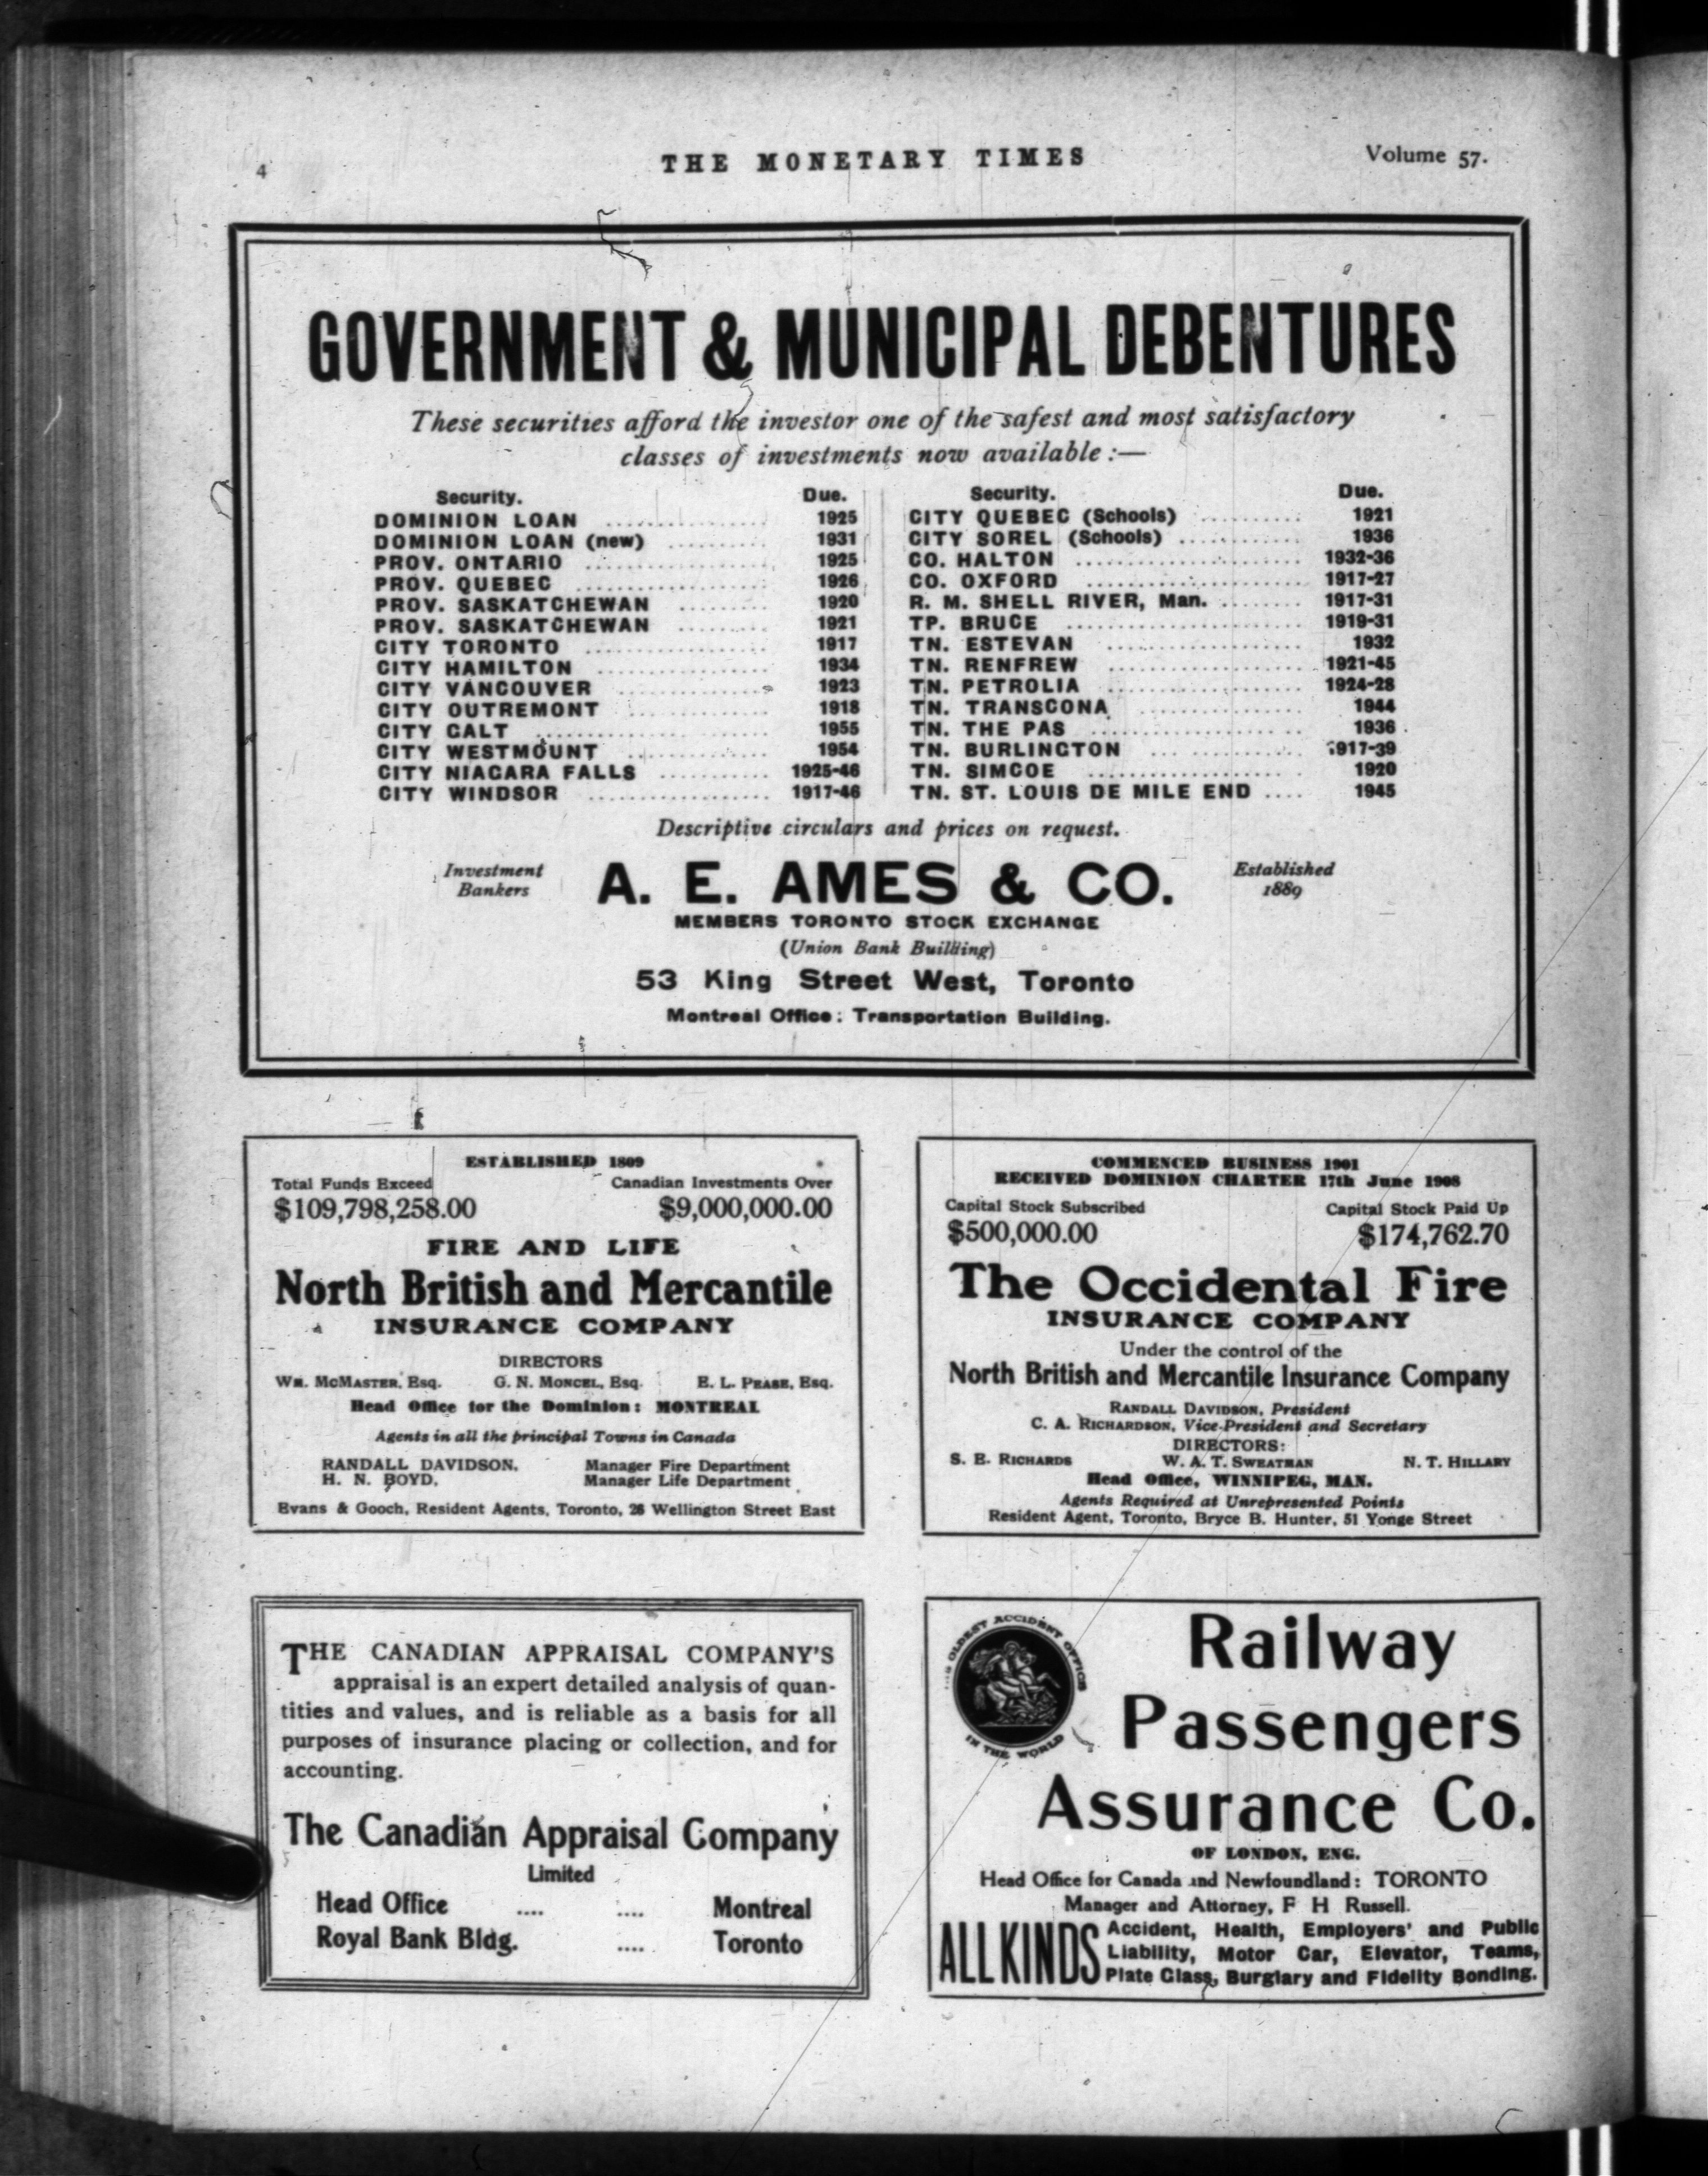 4
THE MONETARY TIMES
Volume 57.
GOVERNMENT & MUNICIPAL DEBENTURES
These securities afford the investor one of the safest and most satisfactory
classes of investments now available :—
Security. Due.
DOMINION LOAN ................ 1925
DOMINION LOAN (new) .......... 1931
PROV. ONTARIO .................. 1925
PROV. QUEBEC ................... 1926
PROV. SASKATCHEWAN ......... 1920
PROV. SASKATCHEWAN ......... 1921
CITY TORONTO .................. 1917
CITY HAMILTON ................. 1934
CITY VANCOUVER ............... 1923
CITY OUTREMONT .............. 1918
CITY GALT ....................... 1955
CITY WESTMOUNT .............. 1954
CITY NIAGARA FALLS ........... 1925-46
CITY WINDSOR .................. 1917-46
Security. Due.
CITY QUEBEC (Schools) .......... 1921
CITY SOREL (Schools) ............ 1936
CO. HALTON ...................... 1932-36
CO. OXFORD ..................... 1917-27
R. M. SHELL RIVER, Man. ........ 1917-31
TP. BRUCE ....................... 1919-31
TN. ESTEVAN .................... 1932
TN. RENFREW ................... 1921-45
TN. PETROLIA ................... 1924-28
TN. TRANSCONA ................ 1944
TN. THE PAS .................... 1936
TN. BURLINGTON ............... 1917-39
TN. SIMCOE ..................... 1920
TN. ST. LOUIS DE MILE END .... 1945
Descriptive circulars and prices on request.
Investment
Bankers
A. E. AMES & CO.
Established
1889
MEMBERS TORONTO STOCK EXCHANGE
(Union Bank Building)
53 King Street West, Toronto
Montreal Office: Transportation Building.
ESTABLISHED 1809
Total Funds Exceed Canadian Investments Over
$109,798,258.00 $9,000,000.00
FIRE AND LIFE
North British and Mercantile
INSURANCE COMPANY
DIRECTORS
WM. MCMASTER, Esq. G. N. MONCEL, Esq. E. L. PEASE, Esq.
Head Office for the Dominion: MONTREAL
Agents in all the principal Towns in Canada
RANDALL DAVIDSON, Manager Fire Department
H. N. BOYD, Manager Life Department
Evans & Gooch, Resident Agents, Toronto, 26 Wellington Street East
COMMENCED BUSINESS 1901
RECEIVED DOMINION CHARTER 17th June 1908
Capital Stock Subscribed Capital Stock Paid Up
$500,000.00 $174,762.70
The Occidental Fire
INSURANCE COMPANY
Under the control of the
North British and Mercantile Insurance Company
RANDALL DAVIDSON, President
C. A. RICHARDSON, Vice-President and Secretary
DIRECTORS:
S. E. RICHARDS W. A. T. SWEATMAN N. T. HILLARY
Head Office, WINNIPEG, MAN.
Agents Required at Unrepresented Points
Resident Agent, Toronto, Bryce B. Hunter, 51 Yonge Street
THE CANADIAN APPRAISAL COMPANY'S
appraisal is an expert detailed analysis of quan-
tities and values, and is reliable as a basis for all
purposes of insurance placing or collection, and for
accounting.
The Canadian Appraisal Company
Limited
Head Office .... .... Montreal
Royal Bank Bldg. .... Toronto
OLDEST ACCIDENT OFFICE
IN THE WORLD
Railway
Passengers
Assurance Co.
OF LONDON, ENG.
Head Office for Canada and Newfoundland: TORONTO
Manager and Attorney, F H Russell.
ALL KINDS
Accident, Health, Employers' and Public
Liability, Motor Car, Elevator, Teams,
Plate Glass, Burglary and Fidelity Bonding.